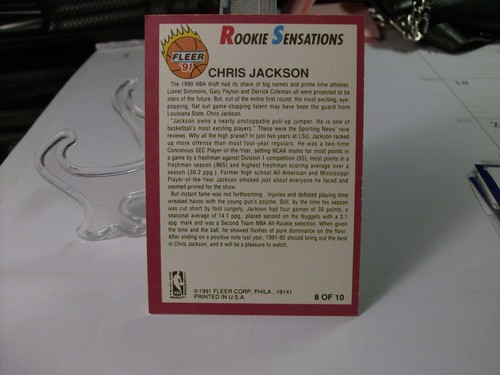 ROOKIE SENSATIONS
FLEER
'91
CHRIS JACKSON
The 1990 NBA draft had its share of big names and prime time athletes.
Lionel Simmons, Gary Payton and Derrick Coleman all were projected to be
stars of the future. But, out of the entire first round, the most exciting, eye-
popping, flat out game-stopping talent may have been the guard from
Louisiana State, Chris Jackson.
"Jackson owns a nearly unstoppable pull-up jumper. He is one of
basketball's most exciting players." These were the Sporting News' rave
reviews. Why all the high praise? In just two years at LSU, Jackson racked
up more offense than most four-year regulars. He was a two-time
Concensus SEC Player-of-the-Year, setting NCAA marks for most points in
a game by a freshman against Division 1 competition (55), most points in a
freshman season (965) and highest freshman scoring average over a
season (30.2 ppg.). Former high school All-American and Mississippi
Player-of-the-Year Jackson smoked just about everyone he faced and
seemed primed for the show.
But instant fame was not forthcoming. Injuries and deflated playing time
wreaked havoc with the young gun's psyche. Still, by the time his season
was cut short by foot surgery, Jackson had four games of 30 points, a
seasonal average of 14.1 ppg., placed second on the Nuggets with a 3.1
apg. mark and was a Second Team NBA All-Rookie selection. When given
the time and the ball, he showed flashes of pure dominance on the floor.
After ending on a positive note last year, 1991-92 should bring out the best
in Chris Jackson, and it will be a pleasure to watch.
©1991 FLEER CORP., PHILA., 19141
PRINTED IN U.S.A.
8 OF 10